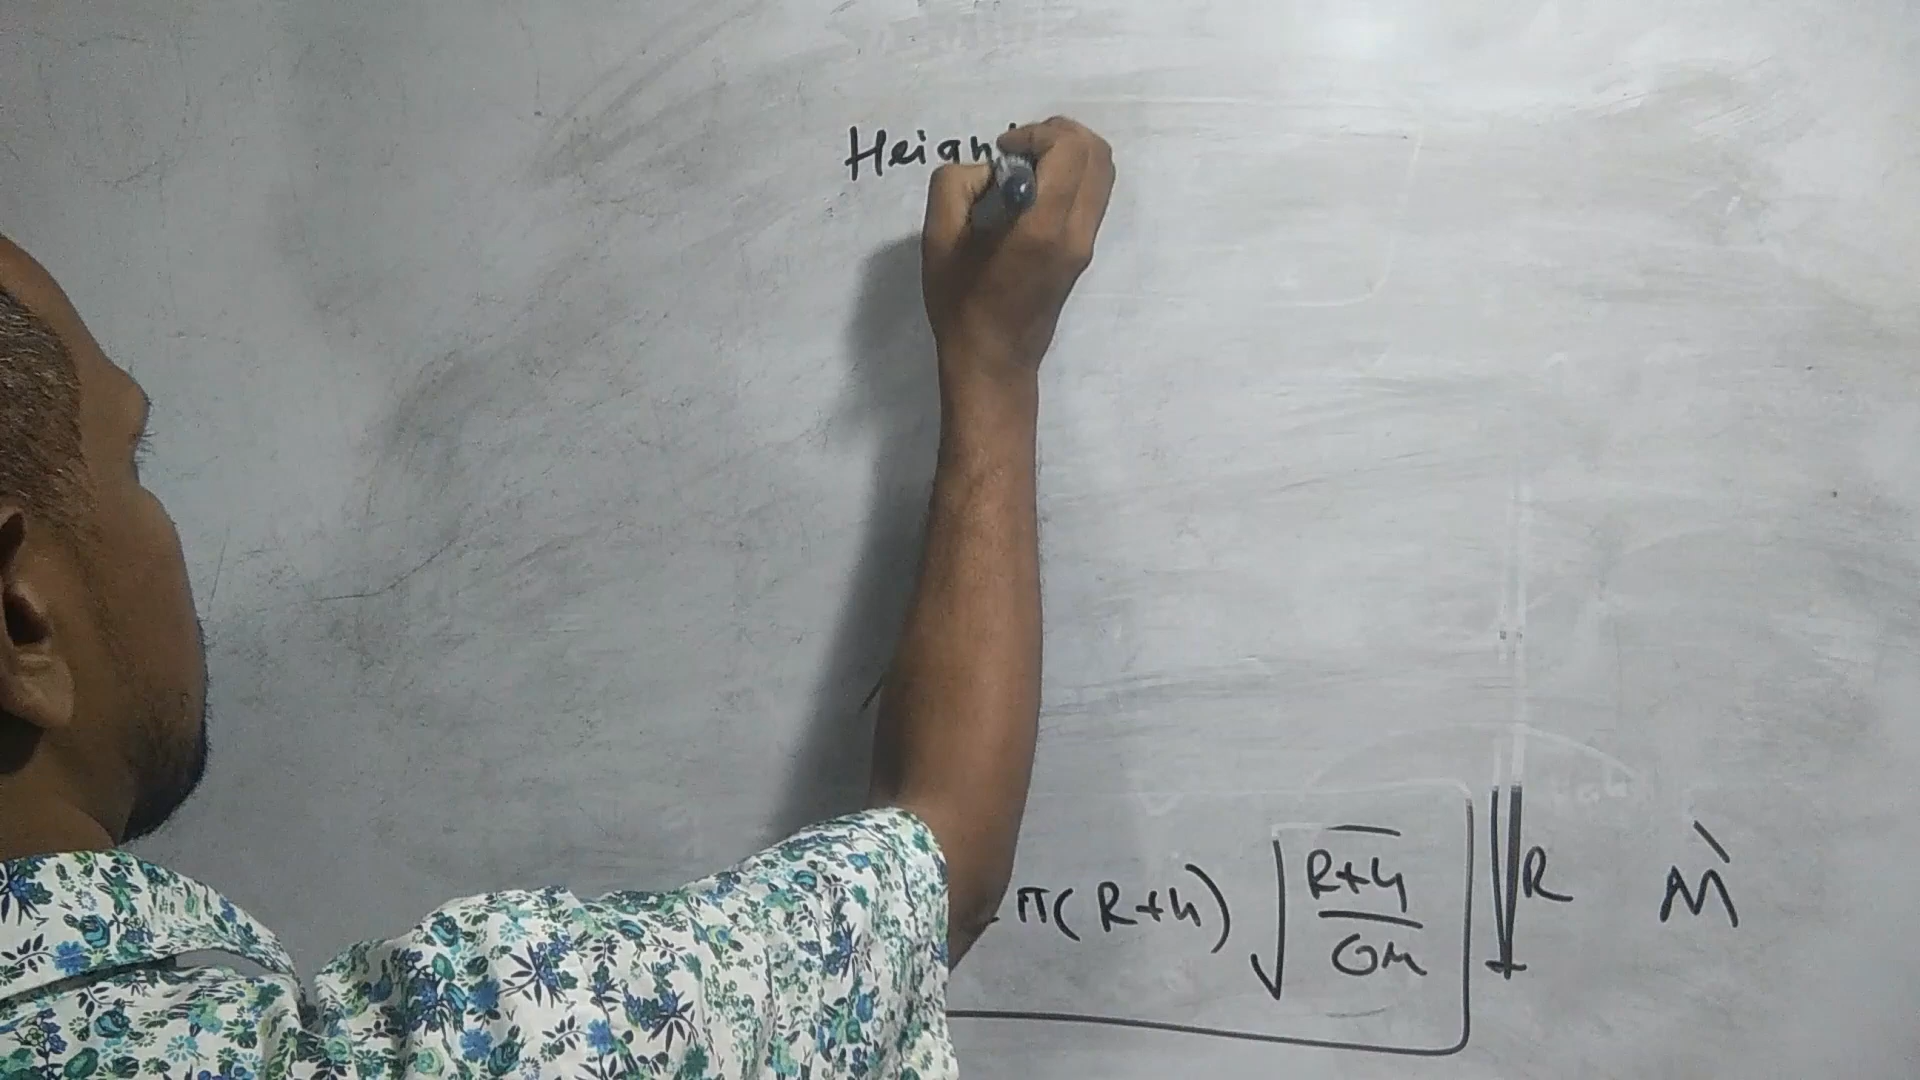 Heigh
π(R+h) √ R+h / GM R M